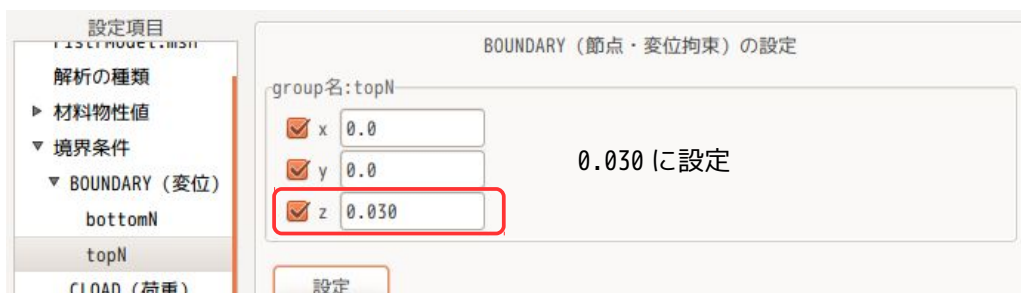 設定項目
FistrModel.msh
解析の種類
材料物性値
境界条件
BOUNDARY (変位)
bottomN
topN
CLOAD (荷重)
BOUNDARY (節点・変位拘束) の設定
group名:topN
x 0.0
y 0.0
z 0.030
0.030 に設定
設定